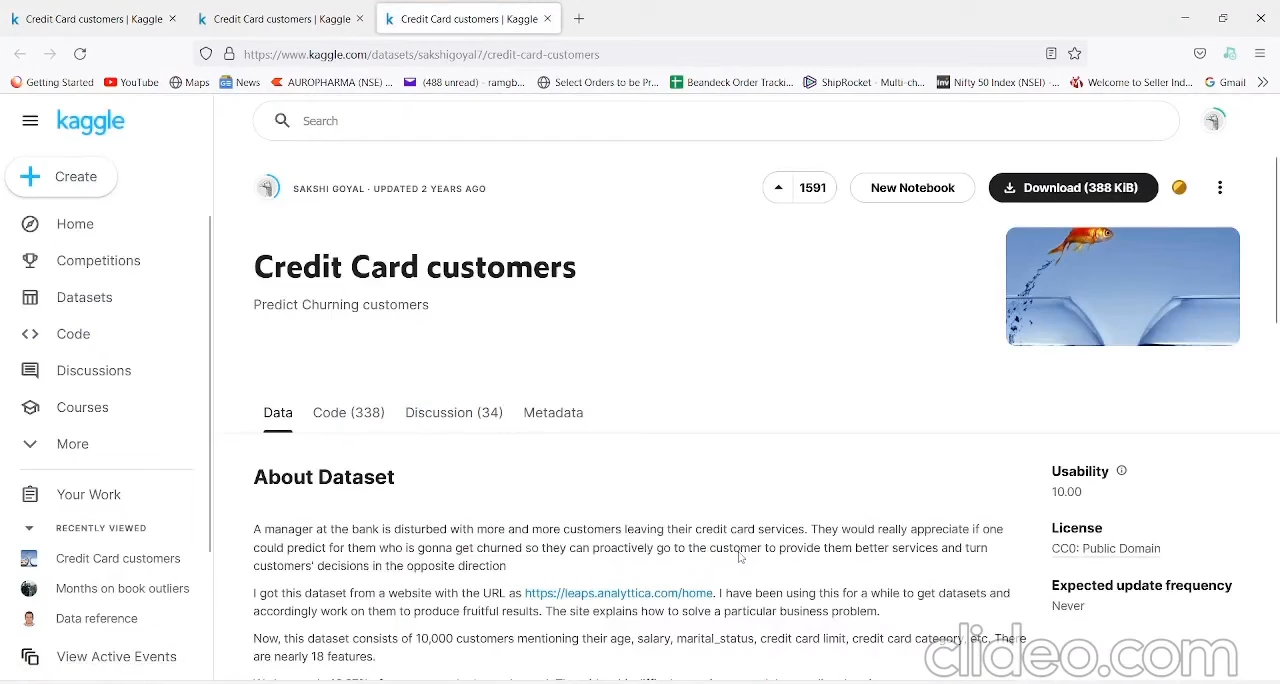 Credit Card customers | Kaggle
Credit Card customers | Kaggle
Credit Card customers | Kaggle
https://www.kaggle.com/datasets/sakshigoyal7/credit-card-customers
Getting Started YouTube Maps News AUROPHARMA (NSE) ... (488 unread) - ramgb... Select Orders to be Pr... Beandeck Order Tracki... ShipRocket - Multi-ch... Nifty 50 Index (NSEI) -... Welcome to Seller Ind... Gmail
kaggle
Search
Create
SAKSHI GOYAL · UPDATED 2 YEARS AGO
1591
New Notebook
Download (388 KiB)
Home
Competitions
Datasets
Code
Discussions
Courses
More
Your Work
RECENTLY VIEWED
Credit Card customers
Months on book outliers
Data reference
View Active Events
Credit Card customers
Predict Churning customers
Data Code (338) Discussion (34) Metadata
About Dataset
A manager at the bank is disturbed with more and more customers leaving their credit card services. They would really appreciate if one
could predict for them who is gonna get churned so they can proactively go to the customer to provide them better services and turn
customers' decisions in the opposite direction
I got this dataset from a website with the URL as https://leaps.analyttica.com/home. I have been using this for a while to get datasets and
accordingly work on them to produce fruitful results. The site explains how to solve a particular business problem.
Now, this dataset consists of 10,000 customers mentioning their age, salary, marital_status, credit card limit, credit card category, etc. There
are nearly 18 features.
Usability
10.00
License
CC0: Public Domain
Expected update frequency
Never
clideo.com